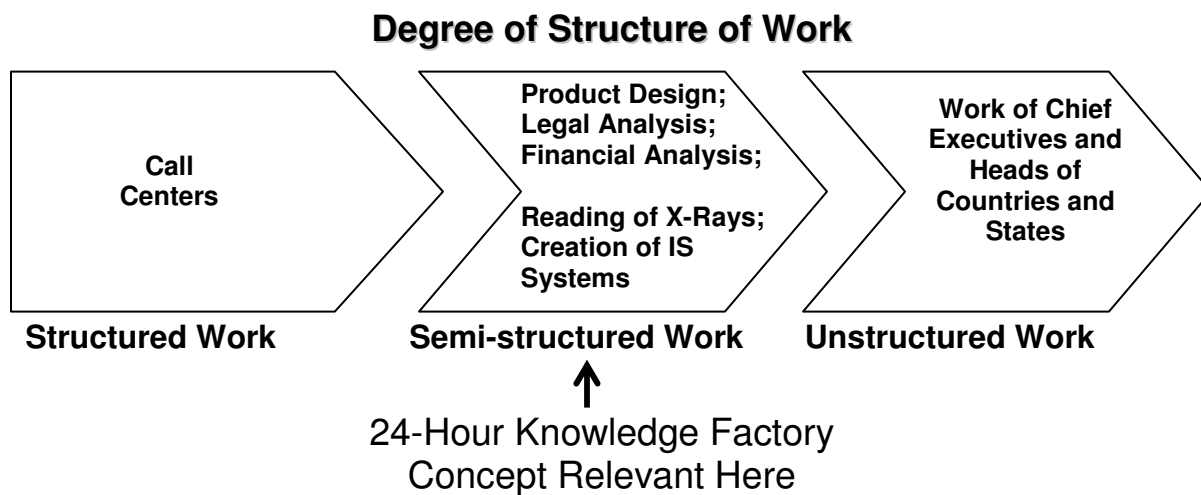 Degree of Structure of Work
Call
Centers
Product Design;
Legal Analysis;
Financial Analysis;
Reading of X-Rays;
Creation of IS
Systems
Work of Chief
Executives and
Heads of
Countries and
States
Structured Work
Semi-structured Work
Unstructured Work
24-Hour Knowledge Factory
Concept Relevant Here